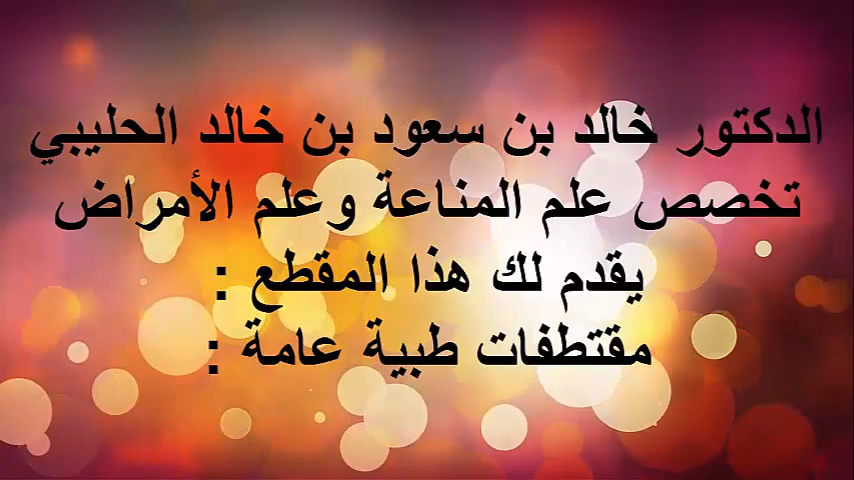 الدكتور خالد بن سعود بن خالد الحليبي
تخصص علم المناعة وعلم الأمراض
يقدم لك هذا المقطع :
مقتطفات طبية عامة :